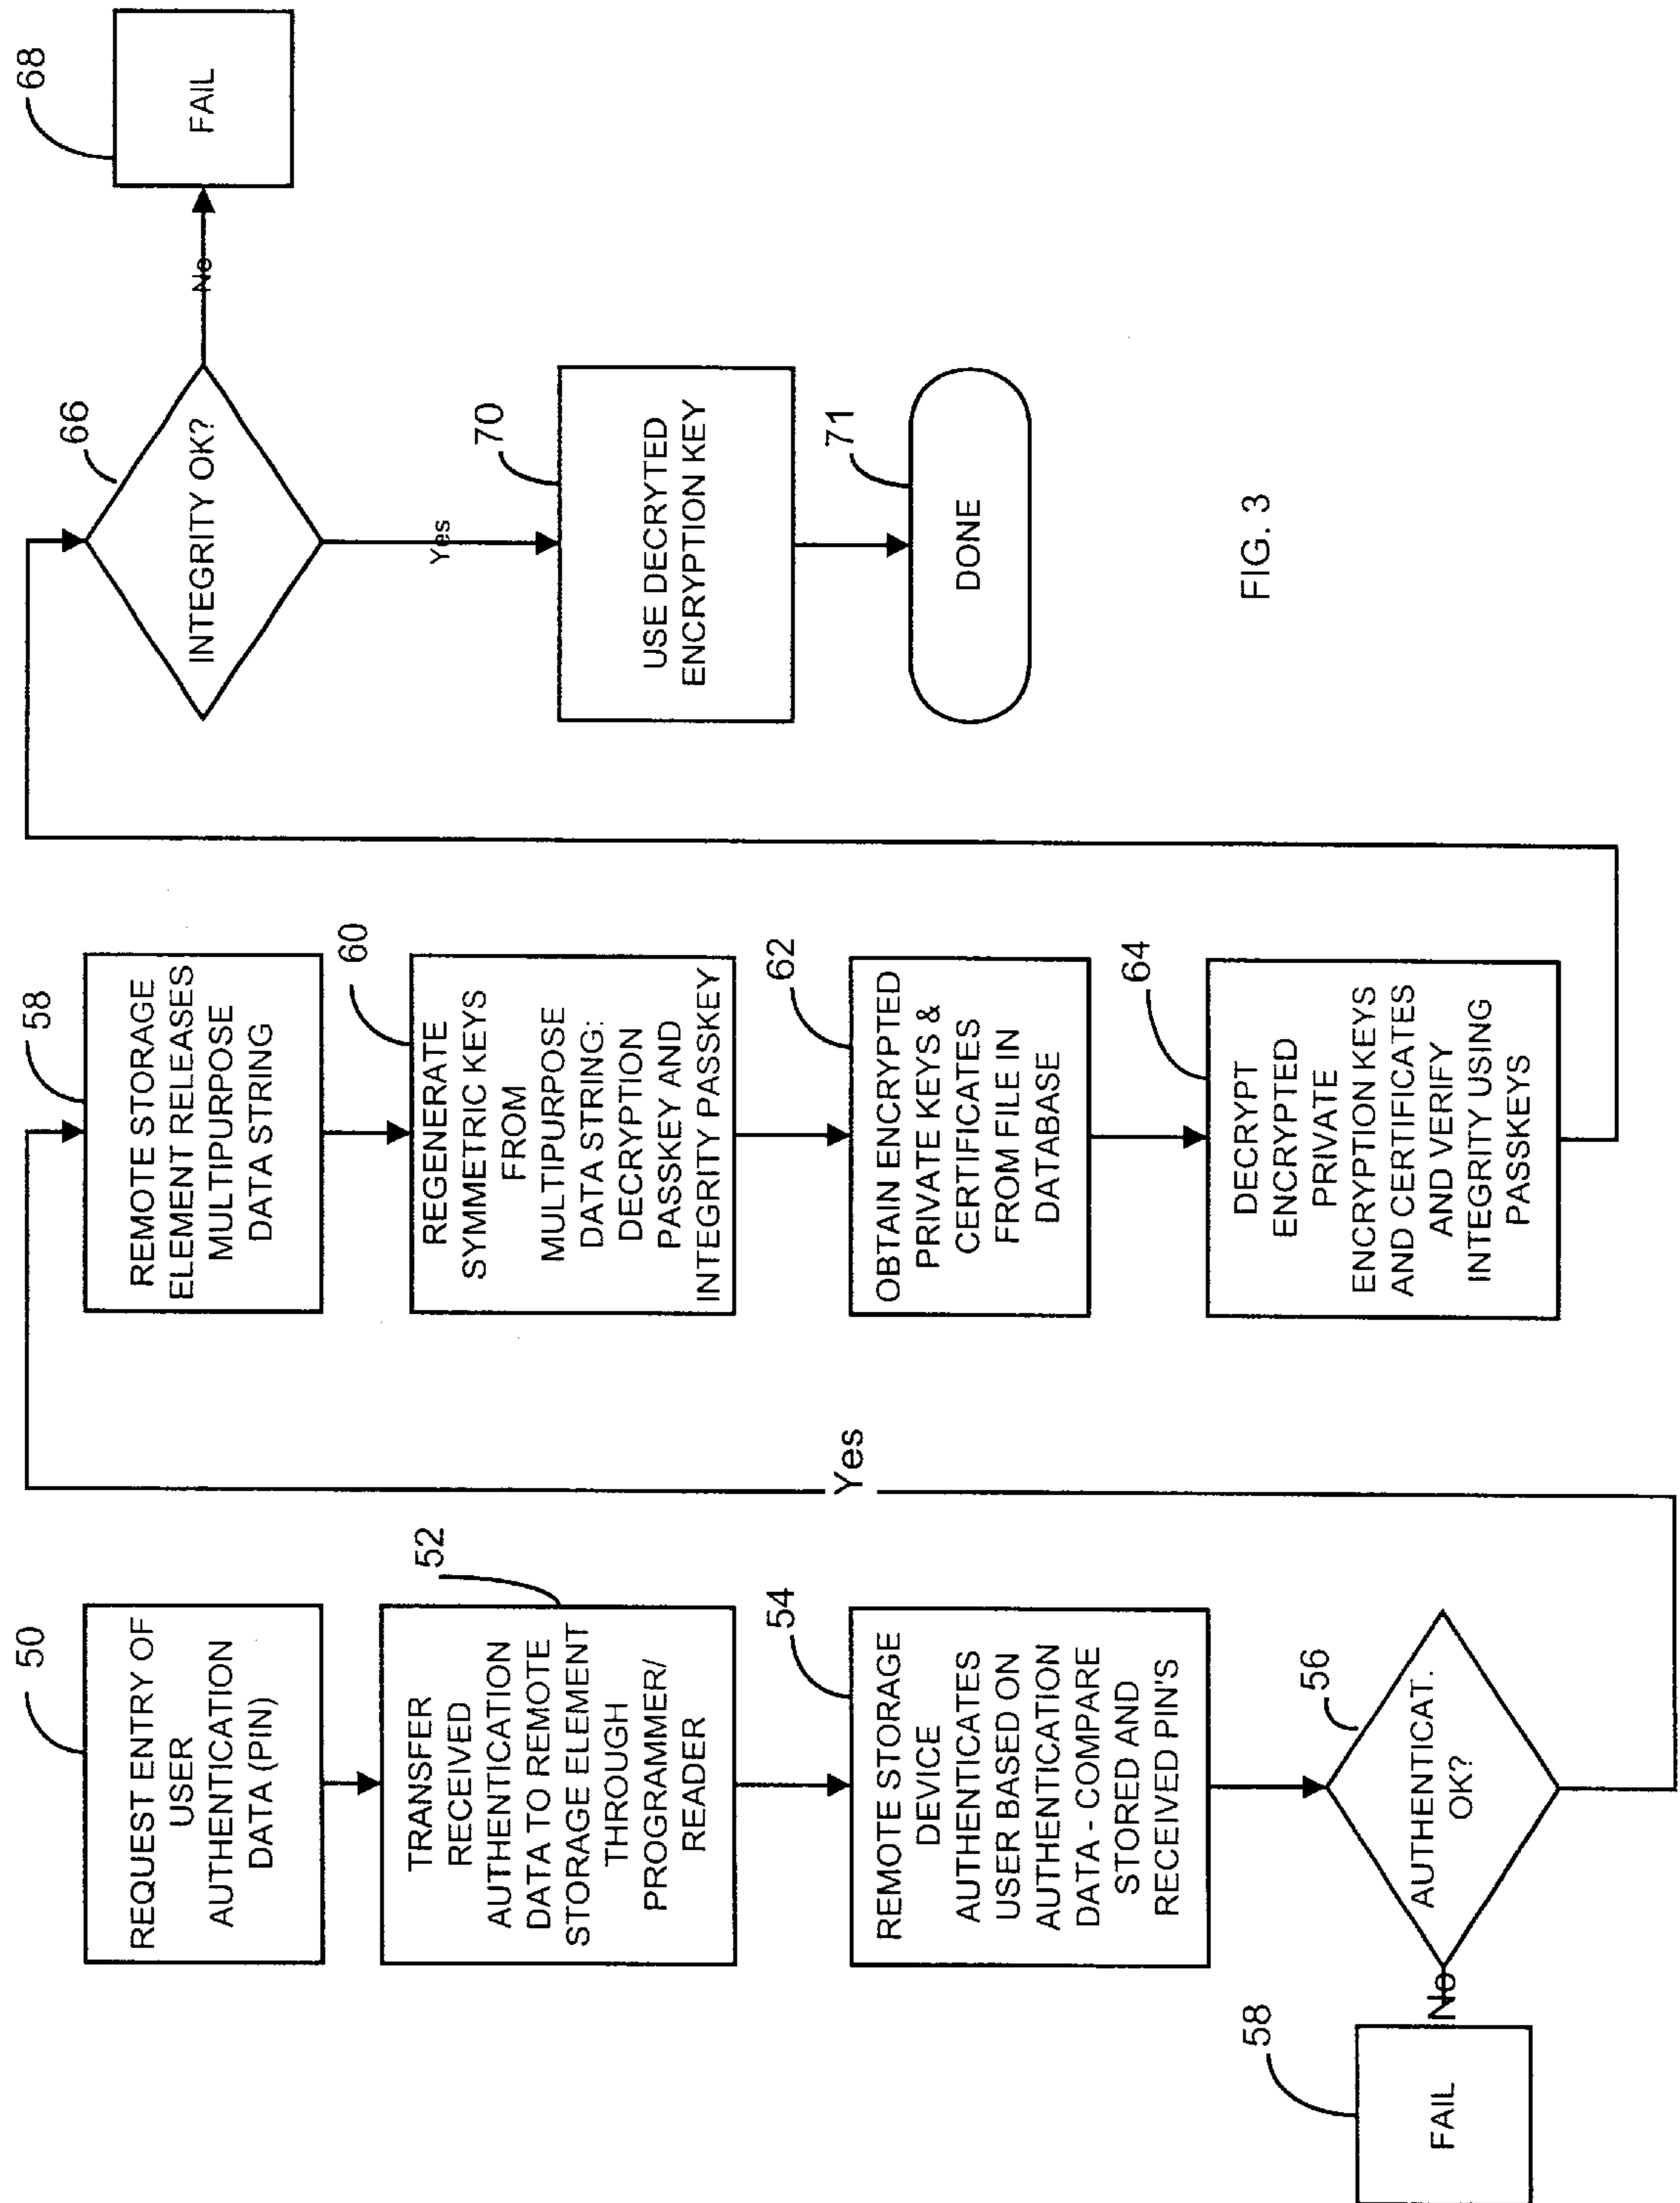 50
REQUEST ENTRY OF
USER
AUTHENTICATION
DATA (PIN)
52
TRANSFER
RECEIVED
AUTHENTICATION
DATA TO REMOTE
STORAGE ELEMENT
THROUGH
PROGRAMMER/
READER
54
REMOTE STORAGE
DEVICE
AUTHENTICATES
USER BASED ON
AUTHENTICATION
DATA - COMPARE
STORED AND
RECEIVED PIN'S
56
AUTHENTICAT.
OK?
No
58
FAIL
Yes
58
REMOTE STORAGE
ELEMENT RELEASES
MULTIPURPOSE
DATA STRING
60
REGENERATE
SYMMETRIC KEYS
FROM
MULTIPURPOSE
DATA STRING:
DECRYPTION
PASSKEY AND
INTEGRITY PASSKEY
62
OBTAIN ENCRYPTED
PRIVATE KEYS &
CERTIFICATES
FROM FILE IN
DATABASE
64
DECRYPT
ENCRYPTED
PRIVATE
ENCRYPTION KEYS
AND CERTIFICATES
AND VERIFY
INTEGRITY USING
PASSKEYS
66
INTEGRITY OK?
No
68
FAIL
Yes
70
USE DECRYTED
ENCRYPTION KEY
71
DONE
FIG. 3